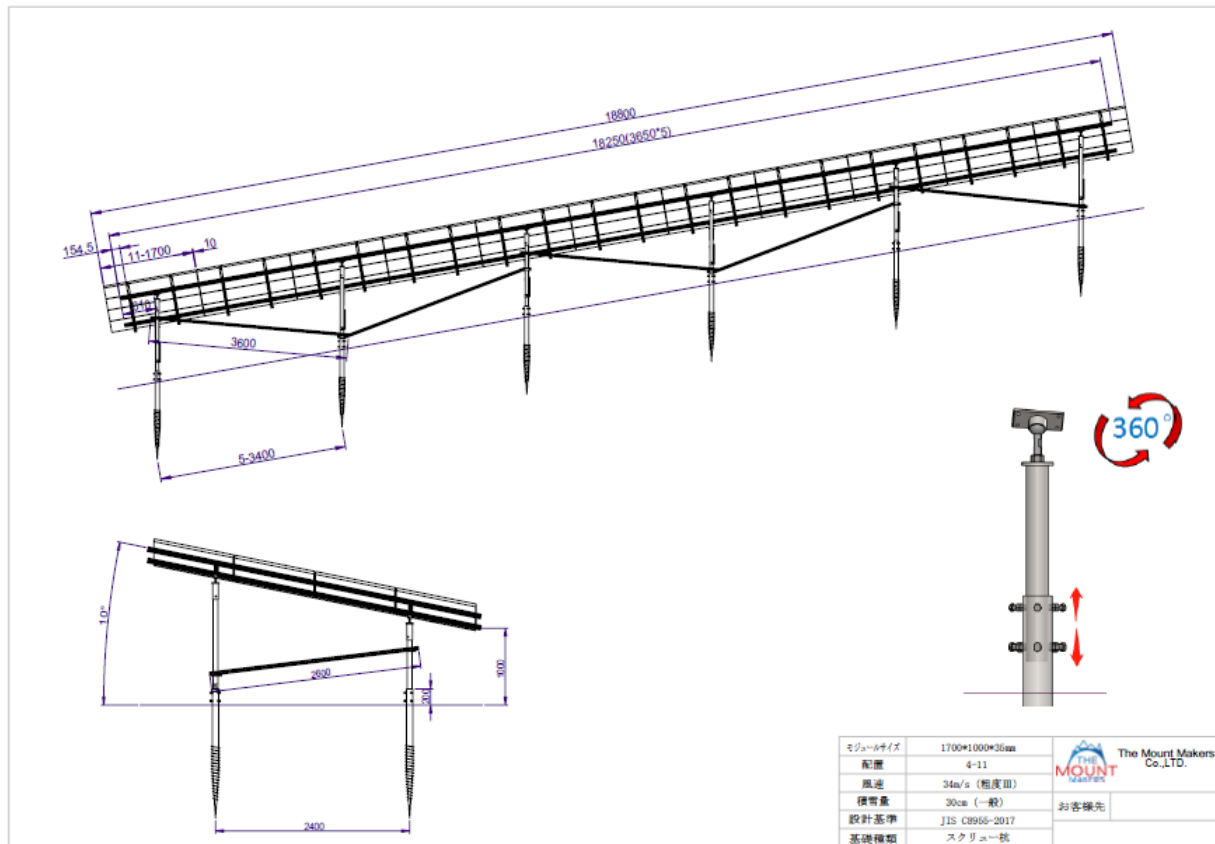 18800
18250(3650*5)
154.5
11-1700
10
310
3600
5-3400
360°
10°
2600
1000
200
2400
モジュールサイズ 1700*1000*35mm
配置 4-11
風速 34m/s (粗度Ⅲ)
積雪量 30cm (一般)
設計基準 JIS C8955-2017
基礎種類 スクリュー杭
THE
MOUNT
MAKERS
The Mount Makers
Co.,LTD.
お客様先